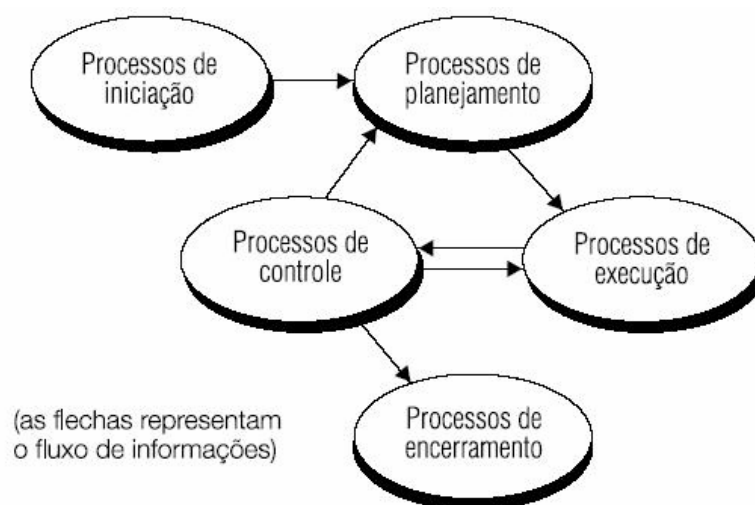 Processos de
iniciação
Processos de
planejamento
Processos de
controle
Processos de
execução
(as flechas representam
o fluxo de informações)
Processos de
encerramento